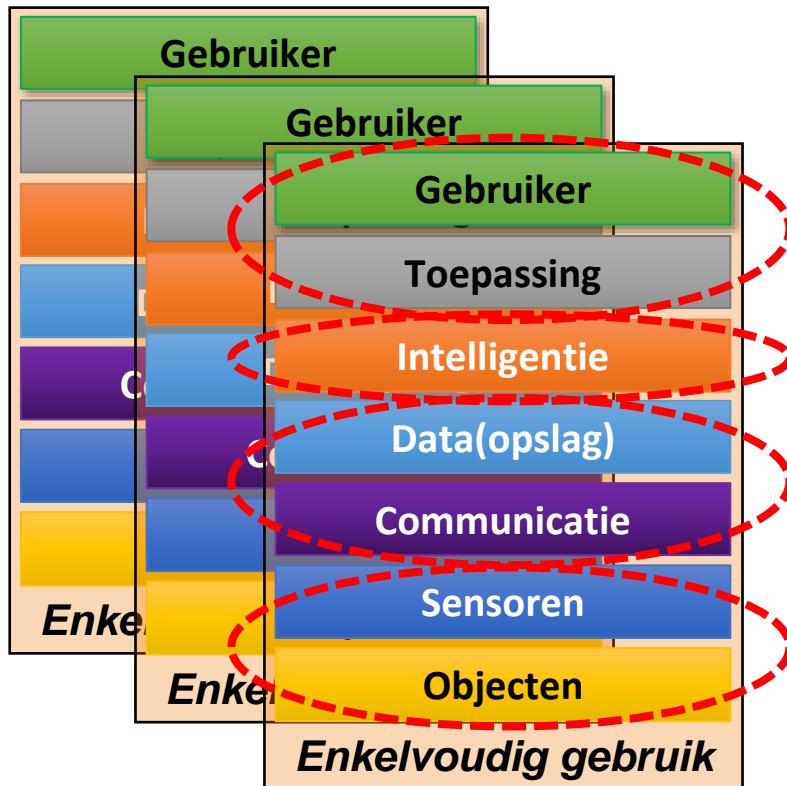 Gebruiker
Gebruiker
Gebruiker
Toepassing
Intelligentie
Data(opslag)
Communicatie
Sensoren
Objecten
Enkelvoudig gebruik